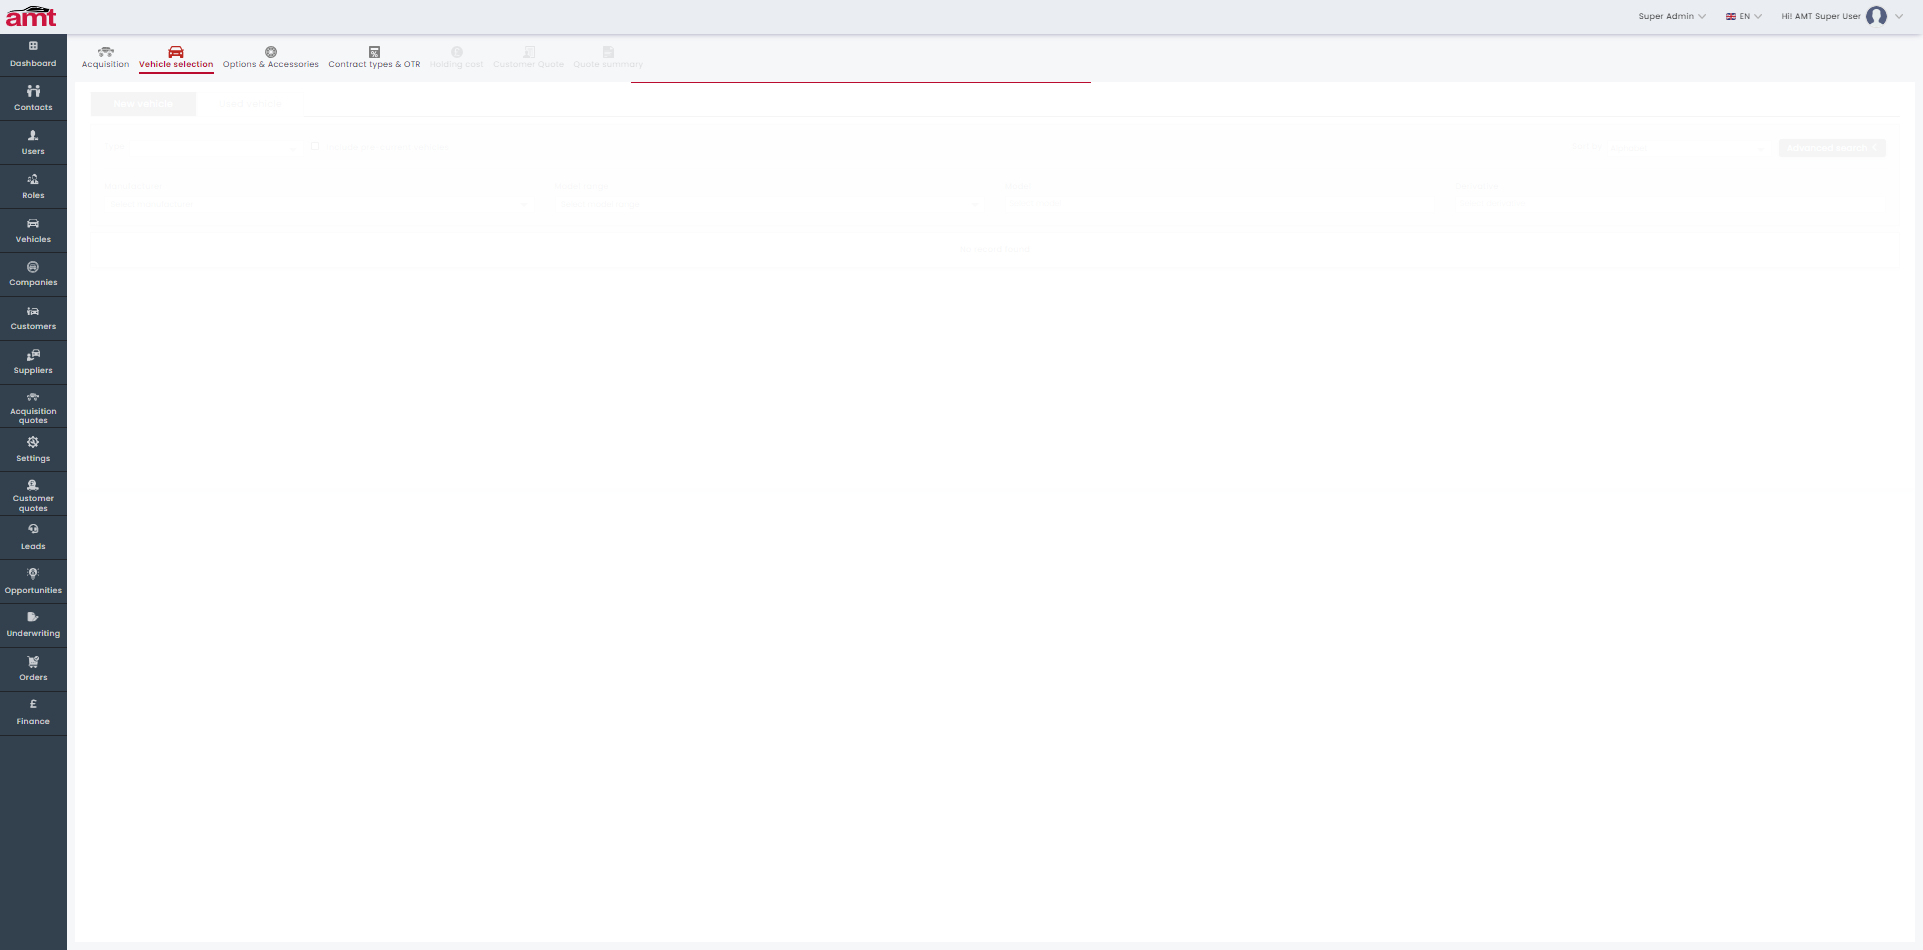 amt
Super Admin
EN
Hi! AMT Super User
Dashboard
Contacts
Users
Roles
Vehicles
Companies
Customers
Suppliers
Acquisition
quotes
Settings
Customer
quotes
Leads
Opportunities
Underwriting
Orders
Finance
Acquisition
Vehicle selection
Options & Accessories
Contract types & OTR
Holding cost
Customer Quote
Quote summary
New vehicle
Used vehicle
Advanced search